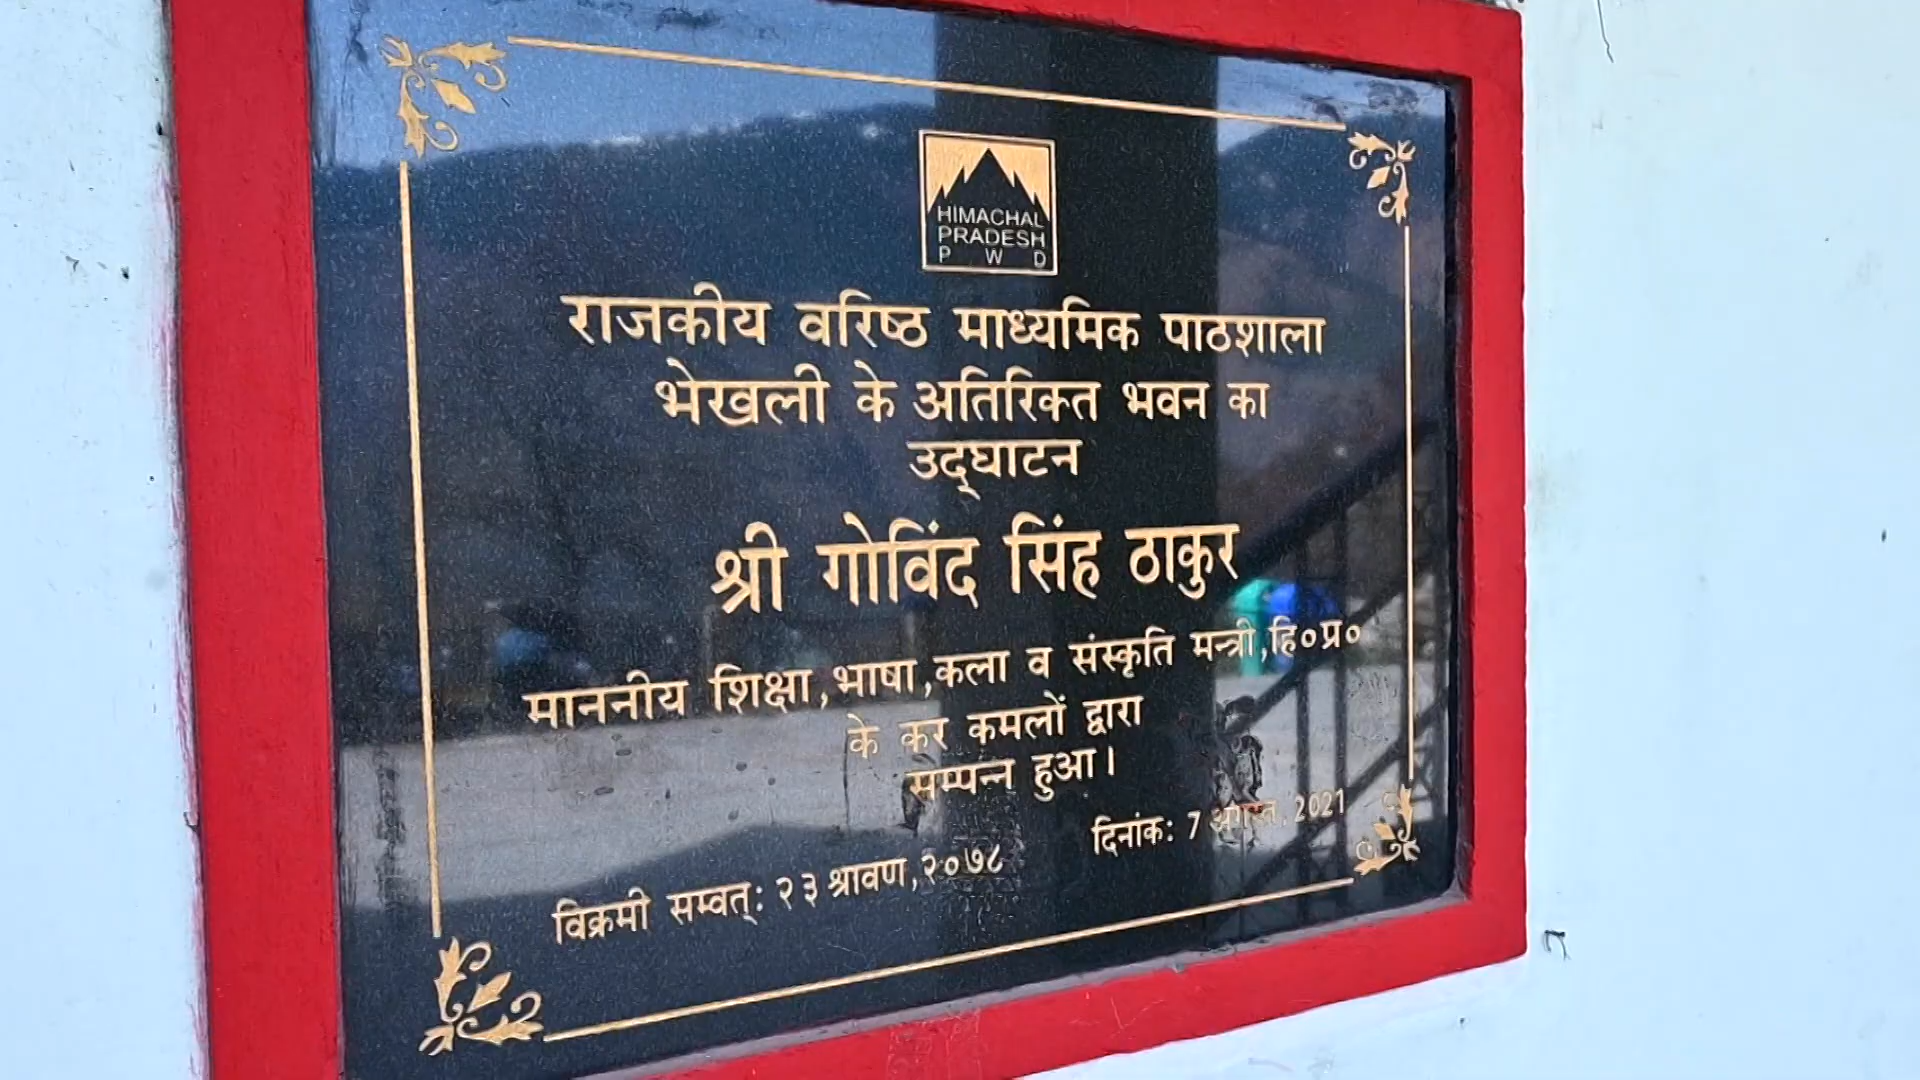 HIMACHAL
PRADESH
P W D
राजकीय वरिष्ठ माध्यमिक पाठशाला
भेखली के अतिरिक्त भवन का
उद्‌घाटन
श्री गोविंद सिंह ठाकुर
माननीय शिक्षा,भाषा,कला व संस्कृति मन्त्री,हि०प्र०
के कर कमलों द्वारा
सम्पन्न हुआ।
विक्रमी सम्वत्: २३ श्रावण,२०७८ दिनांक: 7 अगस्त, 2021